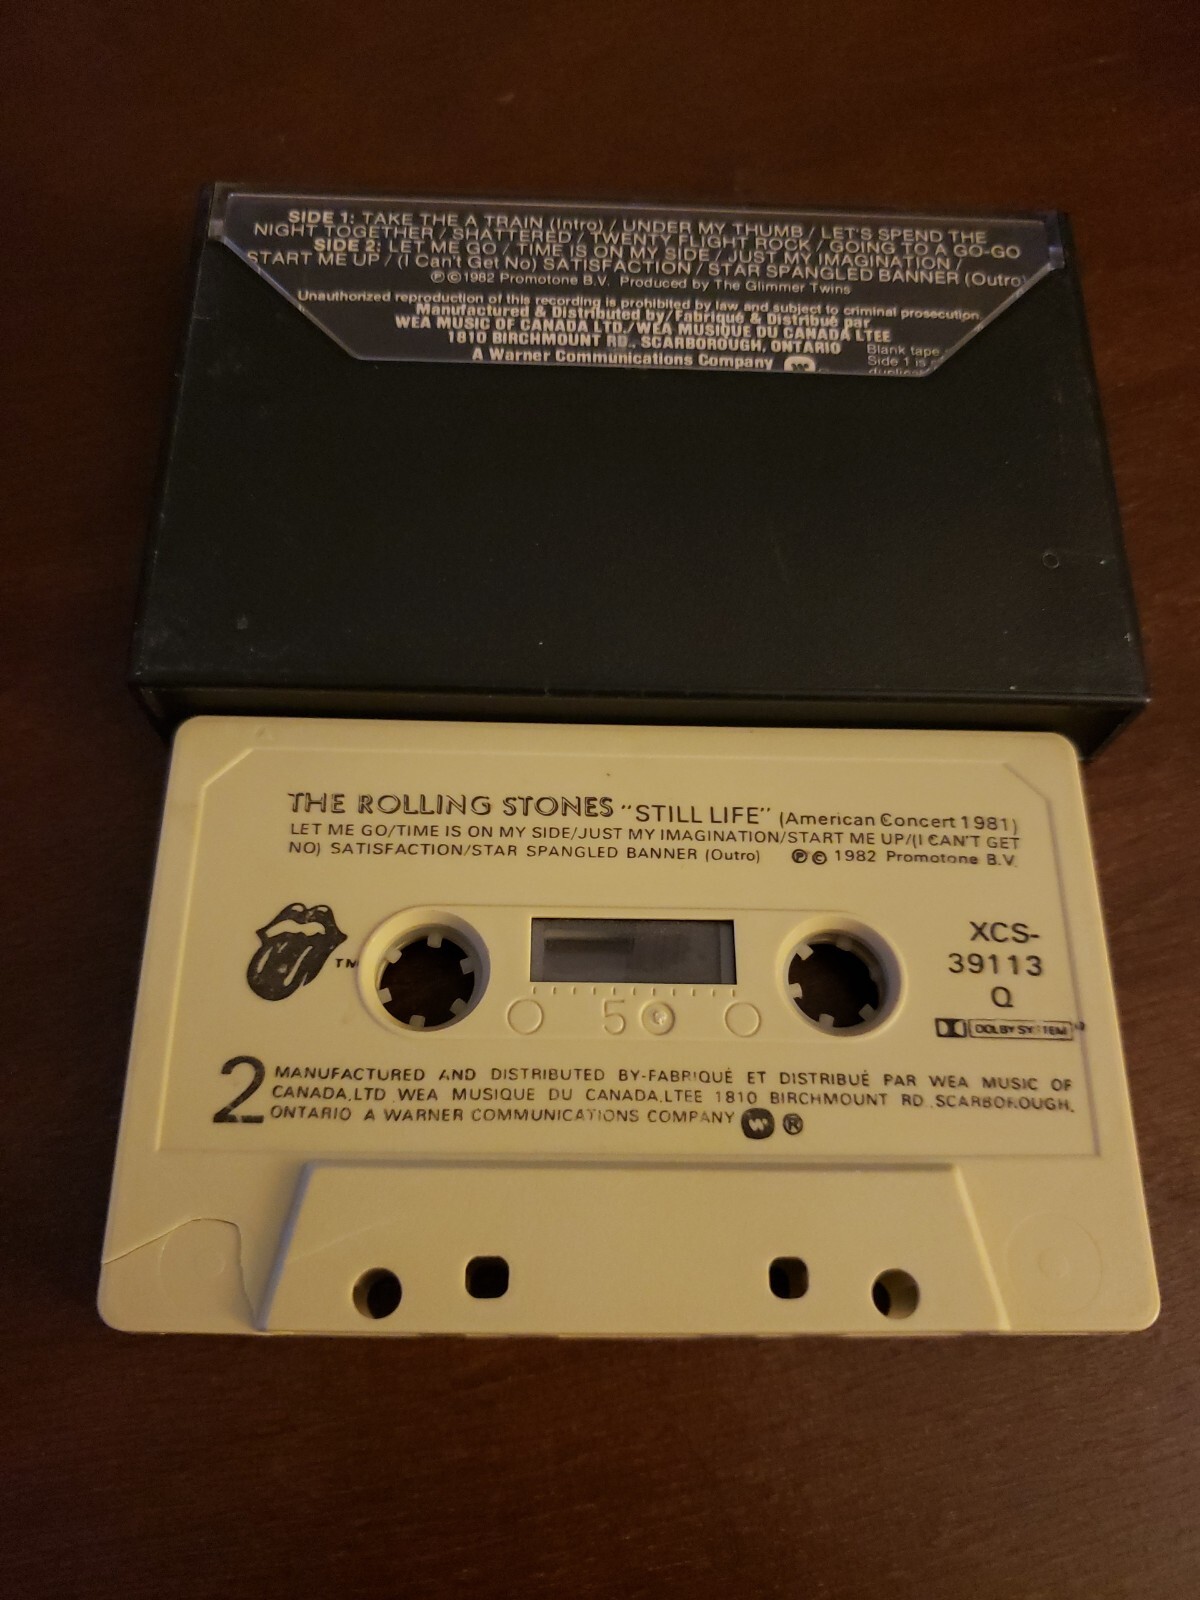 SIDE 1: TAKE THE A TRAIN (Intro) / UNDER MY THUMB / LET'S SPEND THE
NIGHT TOGETHER / SHATTERED / TWENTY FLIGHT ROCK / GOING TO A GO-GO
SIDE 2: LET ME GO / TIME IS ON MY SIDE / JUST MY IMAGINATION /
START ME UP / (I Can't Get No) SATISFACTION / STAR SPANGLED BANNER (Outro)
℗©1982 Promotone B.V. Produced by The Glimmer Twins
Unauthorized reproduction of this recording is prohibited by law and subject to criminal prosecution.
Manufactured & Distributed by/Fabriqué & Distribué par
WEA MUSIC OF CANADA LTD./WEA MUSIQUE DU CANADA LTEE
1810 BIRCHMOUNT RD., SCARBOROUGH, ONTARIO
A Warner Communications Company
Blank tape
Side 1 is
THE ROLLING STONES "STILL LIFE" (American Concert 1981)
LET ME GO/TIME IS ON MY SIDE/JUST MY IMAGINATION/START ME UP/(I CAN'T GET
NO) SATISFACTION/STAR SPANGLED BANNER (Outro) ℗© 1982 Promotone B.V.
TM
XCS-
39113
Q
5
DOLBY SYSTEM
2
MANUFACTURED AND DISTRIBUTED BY-FABRIQUÉ ET DISTRIBUÉ PAR WEA MUSIC OF
CANADA,LTD.WEA MUSIQUE DU CANADA,LTEE 1810 BIRCHMOUNT RD.SCARBOROUGH,
ONTARIO A WARNER COMMUNICATIONS COMPANY W ®